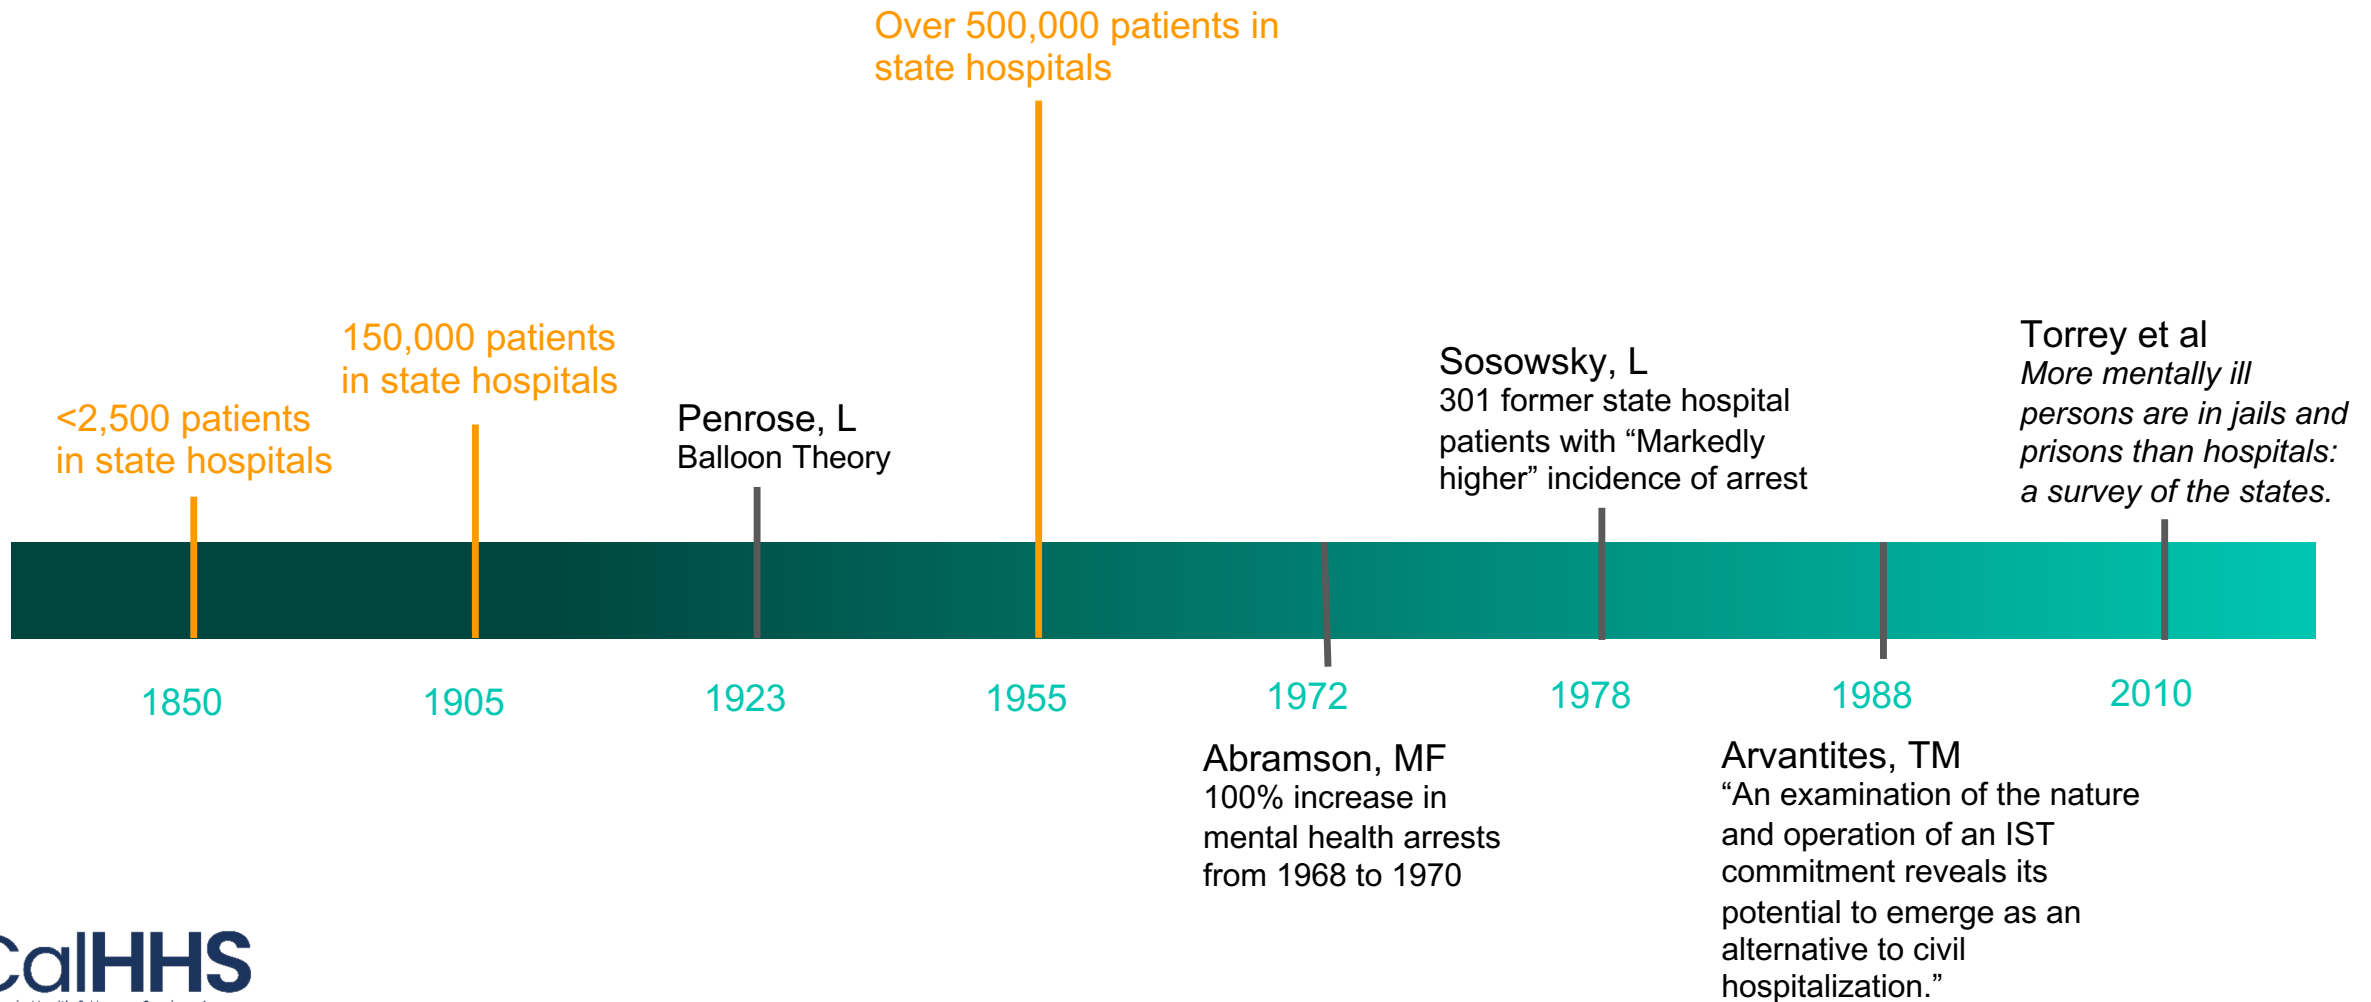 Over 500,000 patients in
state hospitals
150,000 patients
in state hospitals
<2,500 patients
in state hospitals
Penrose, L
Balloon Theory
Sosowsky, L
301 former state hospital
patients with “Markedly
higher” incidence of arrest
Torrey et al
More mentally ill
persons are in jails and
prisons than hospitals:
a survey of the states.
1850
1905
1923
1955
1972
1978
1988
2010
Abramson, MF
100% increase in
mental health arrests
from 1968 to 1970
Arvantites, TM
“An examination of the nature
and operation of an IST
commitment reveals its
potential to emerge as an
alternative to civil
hospitalization.”
CalHHS